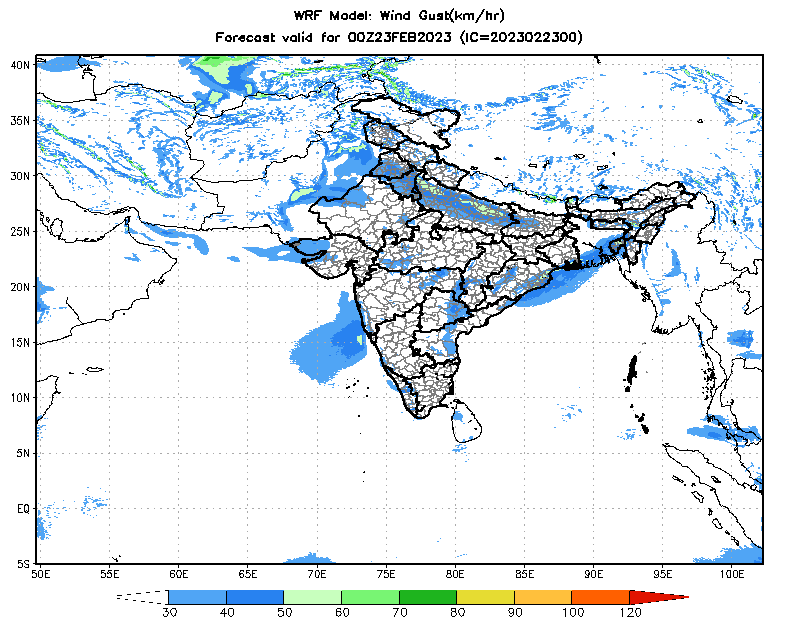 WRF Model: Wind Gust(km/hr)
Forecast valid for 00Z23FEB2023 (IC=2023022300)
40N
35N
30N
25N
20N
15N
10N
5N
EQ
5S
50E 55E 60E 65E 70E 75E 80E 85E 90E 95E 100E
30 40 50 60 70 80 90 100 120